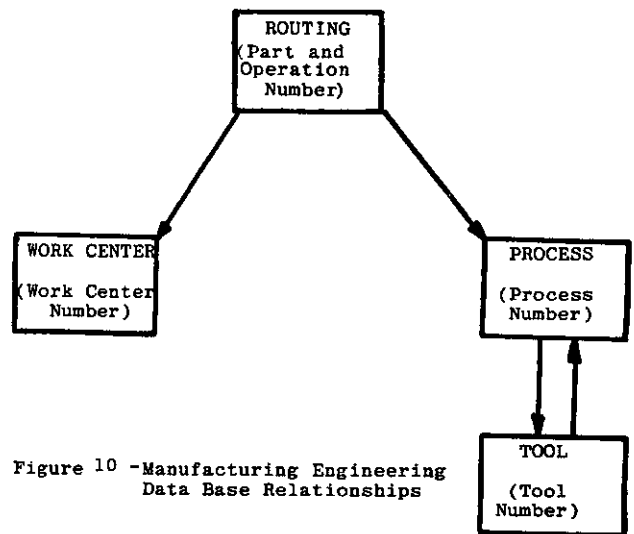 ROUTING
(Part and
Operation
Number)
WORK CENTER
(Work Center
Number)
PROCESS
(Process
Number)
TOOL
(Tool
Number)
Figure 10 -Manufacturing Engineering
Data Base Relationships